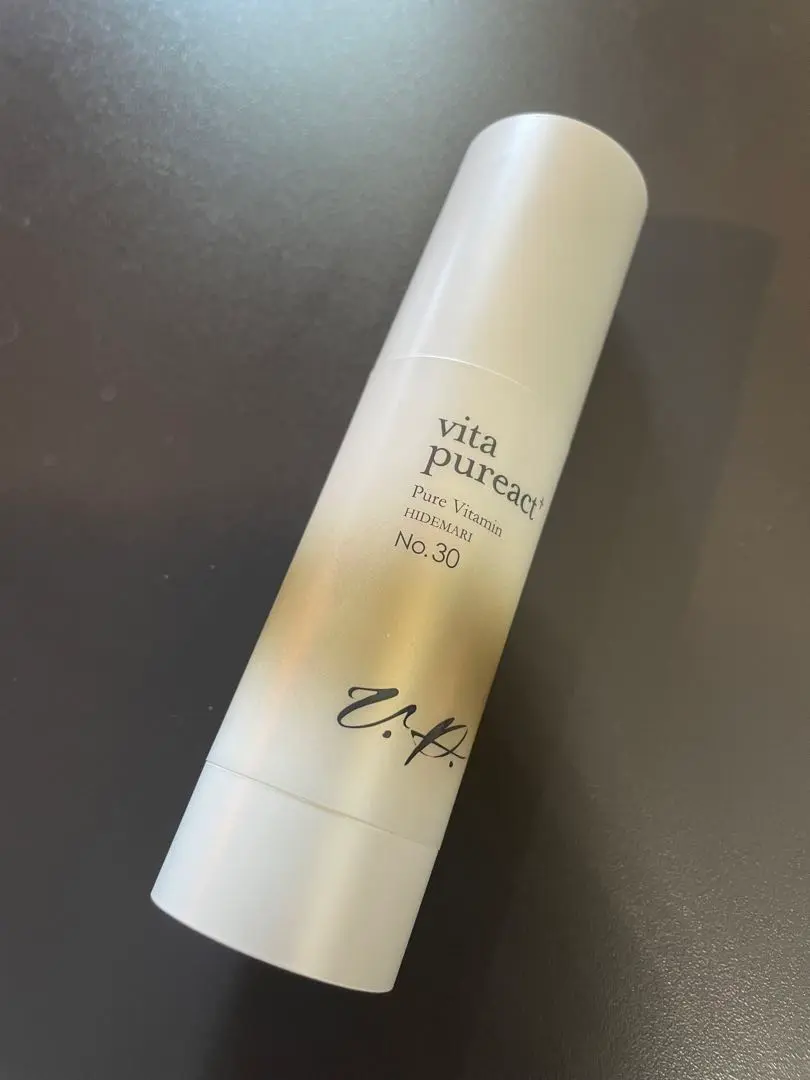 vita
pureact+
Pure Vitamin
HIDEMARI
No.30
V.P.